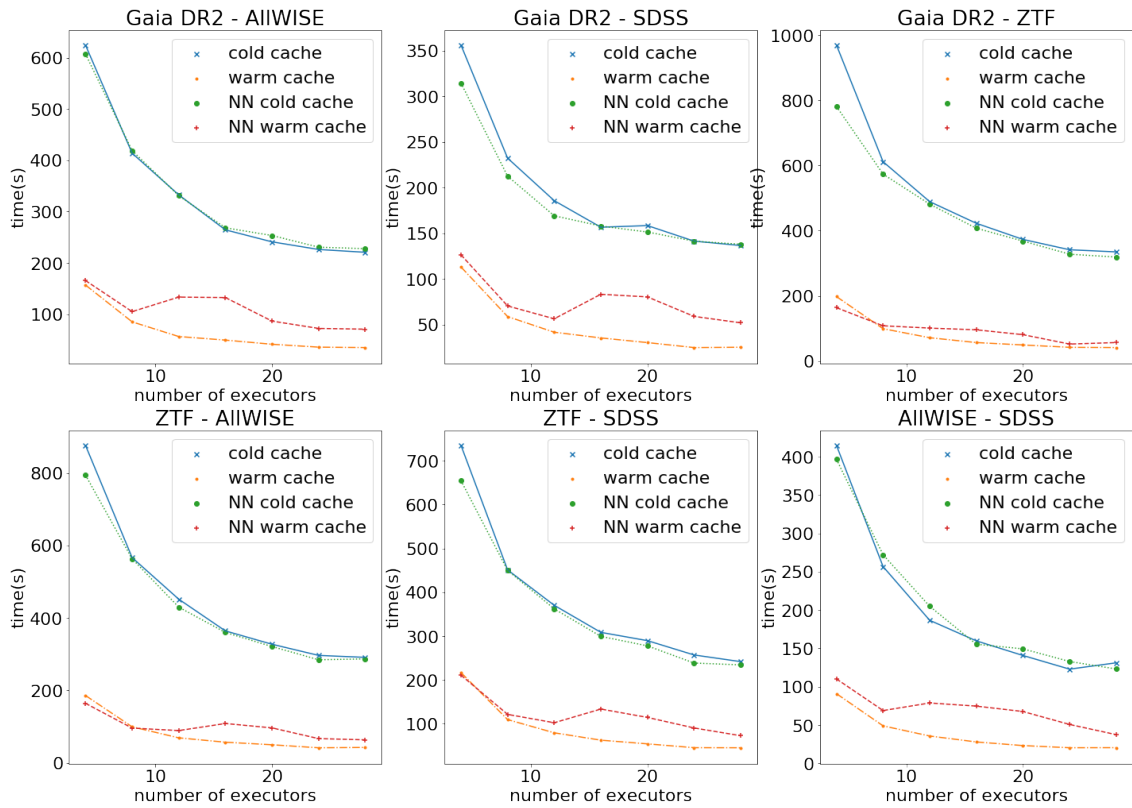 Gaia DR2 - AllWISE
time(s)
600
500
400
300
200
100
cold cache
warm cache
NN cold cache
NN warm cache
10 20
number of executors
Gaia DR2 - SDSS
time(s)
350
300
250
200
150
100
50
cold cache
warm cache
NN cold cache
NN warm cache
10 20
number of executors
Gaia DR2 - ZTF
time(s)
1000
800
600
400
200
0
cold cache
warm cache
NN cold cache
NN warm cache
10 20
number of executors
ZTF - AllWISE
time(s)
800
600
400
200
0
cold cache
warm cache
NN cold cache
NN warm cache
10 20
number of executors
ZTF - SDSS
time(s)
700
600
500
400
300
200
100
cold cache
warm cache
NN cold cache
NN warm cache
10 20
number of executors
AllWISE - SDSS
time(s)
400
350
300
250
200
150
100
50
0
cold cache
warm cache
NN cold cache
NN warm cache
10 20
number of executors